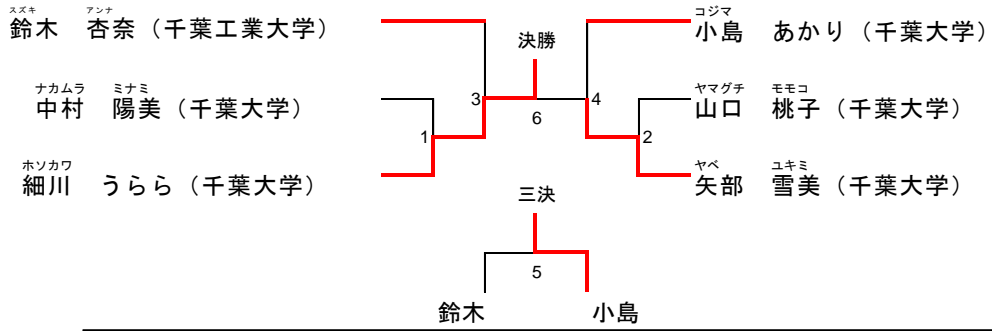 スズキ アンナ
鈴木 杏奈（千葉工業大学）
コジマ
小島 あかり（千葉大学）
決勝
ナカムラ ミナミ
中村 陽美（千葉大学）
3
4
6
ヤマグチ モモコ
山口 桃子（千葉大学）
1
2
ホソカワ
細川 うらら（千葉大学）
ヤベ ユキミ
矢部 雪美（千葉大学）
三決
5
鈴木 小島